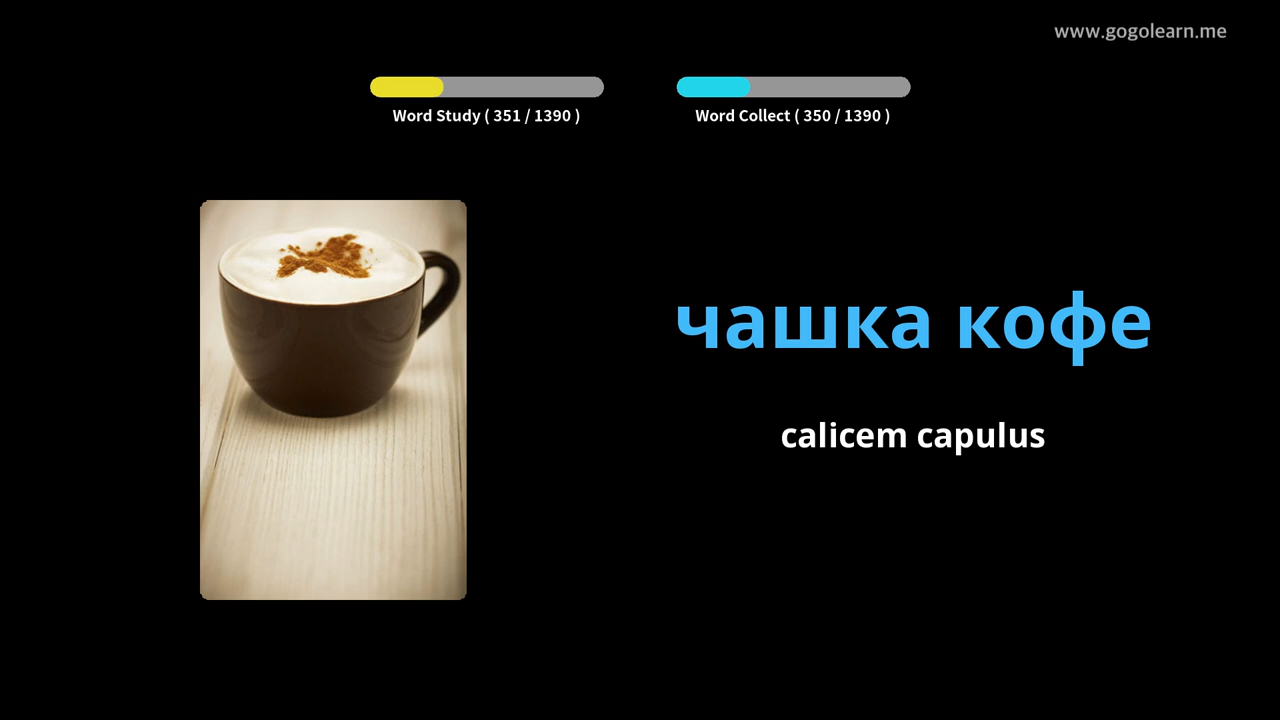 www.gogolearn.me
Word Study ( 351 / 1390 )
Word Collect ( 350 / 1390 )
чашка кофе
calicem capulus